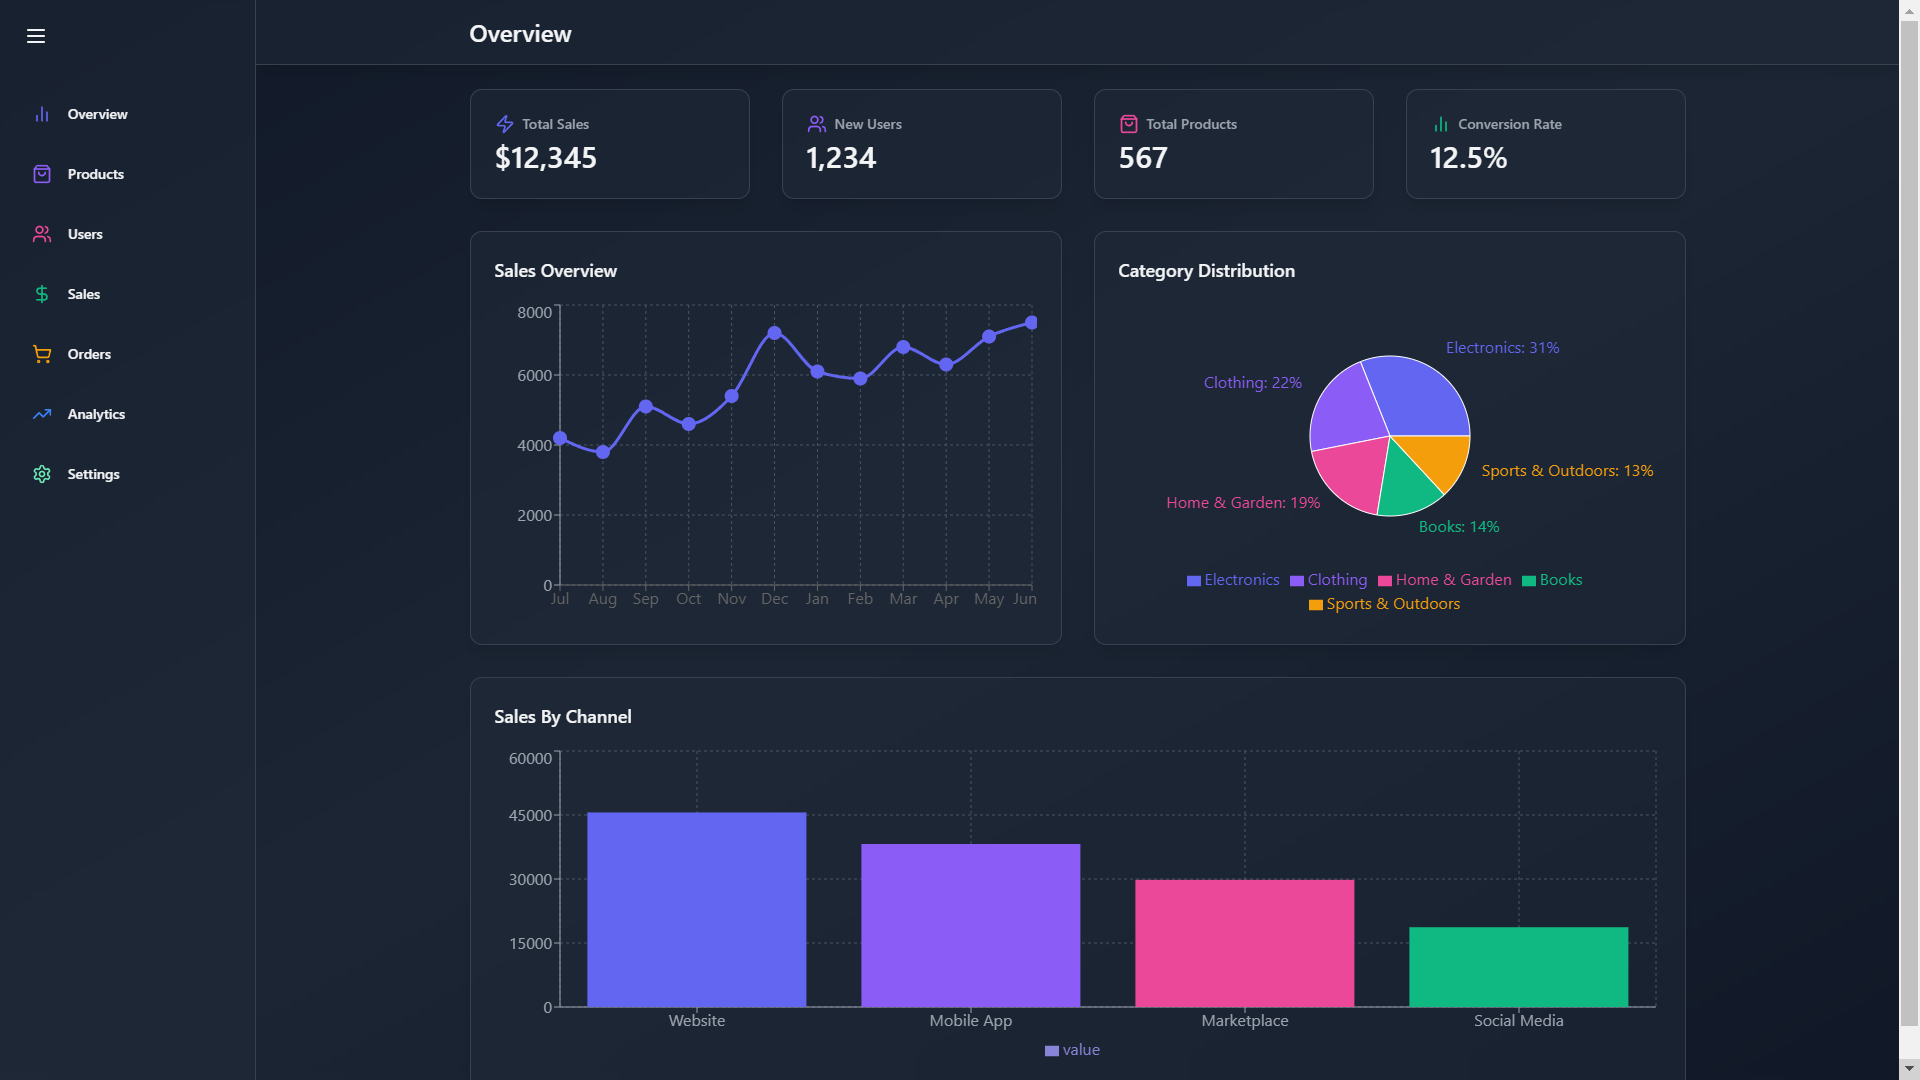 Overview
Overview
Products
Users
Sales
Orders
Analytics
Settings
Total Sales
$12,345
New Users
1,234
Total Products
567
Conversion Rate
12.5%
Sales Overview
8000
6000
4000
2000
0
Jul Aug Sep Oct Nov Dec Jan Feb Mar Apr May Jun
Category Distribution
Electronics: 31%
Clothing: 22%
Sports & Outdoors: 13%
Home & Garden: 19%
Books: 14%
Electronics Clothing Home & Garden Books
Sports & Outdoors
Sales By Channel
60000
45000
30000
15000
0
Website Mobile App Marketplace Social Media
value